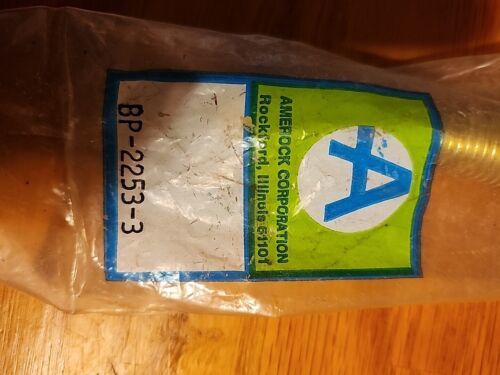 A
AMEROCK CORPORATION
Rockford, Illinois 61101
BP-2253-3